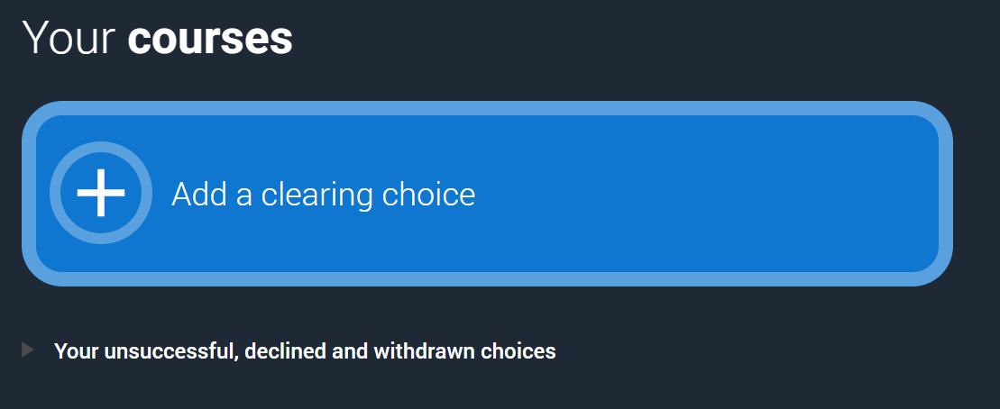 Your courses
Add a clearing choice
Your unsuccessful, declined and withdrawn choices